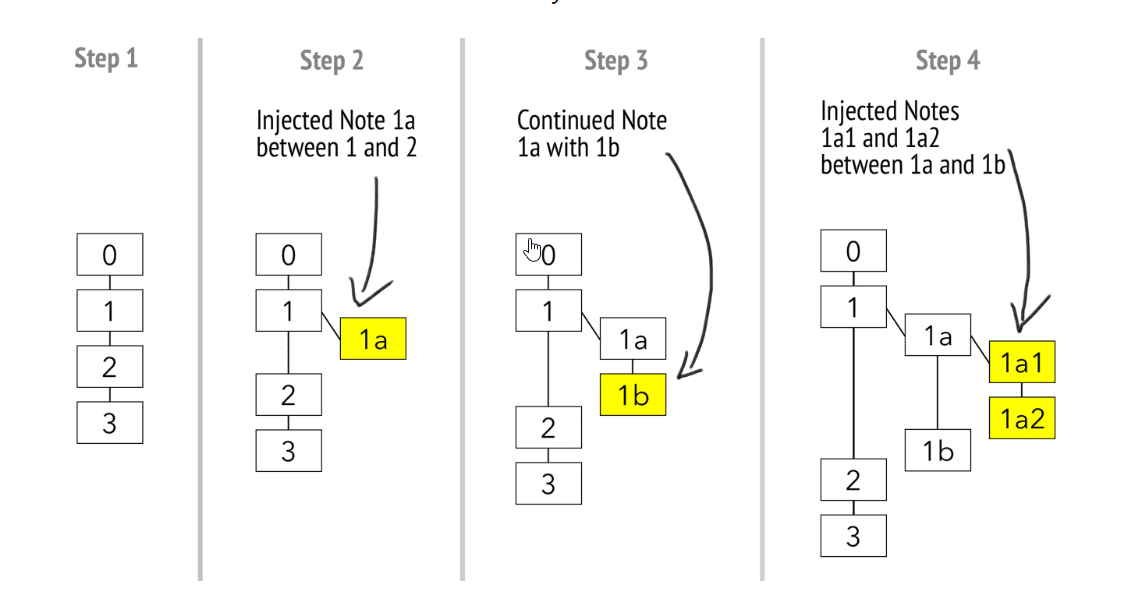 Step 1
Step 2
Step 3
Step 4
Injected Note 1a
between 1 and 2
Continued Note
1a with 1b
Injected Notes
1a1 and 1a2
between 1a and 1b
0
1
2
3
0
1
1a
2
3
0
1
1a
1b
2
3
0
1
1a
1a1
1a2
1b
2
3